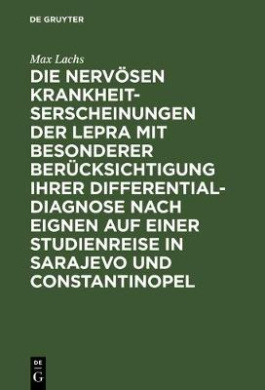 DE GRUYTER
Max Lachs
DIE NERVÖSEN
KRANKHEIT-
SERSCHEINUNGEN
DER LEPRA MIT
BESONDERER
BERÜCKSICHTIGUNG
IHRER DIFFERENTIAL-
DIAGNOSE NACH
EIGNEN AUF EINER
STUDIENREISE IN
SARAJEVO UND
CONSTANTINOPEL
DE
G